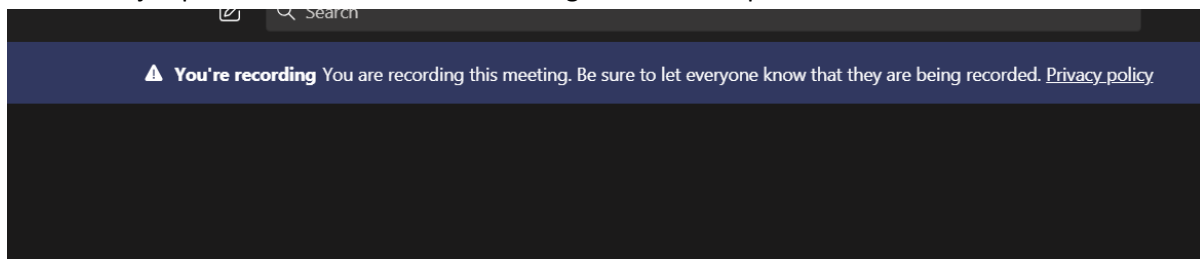 Search
You're recording You are recording this meeting. Be sure to let everyone know that they are being recorded. Privacy policy